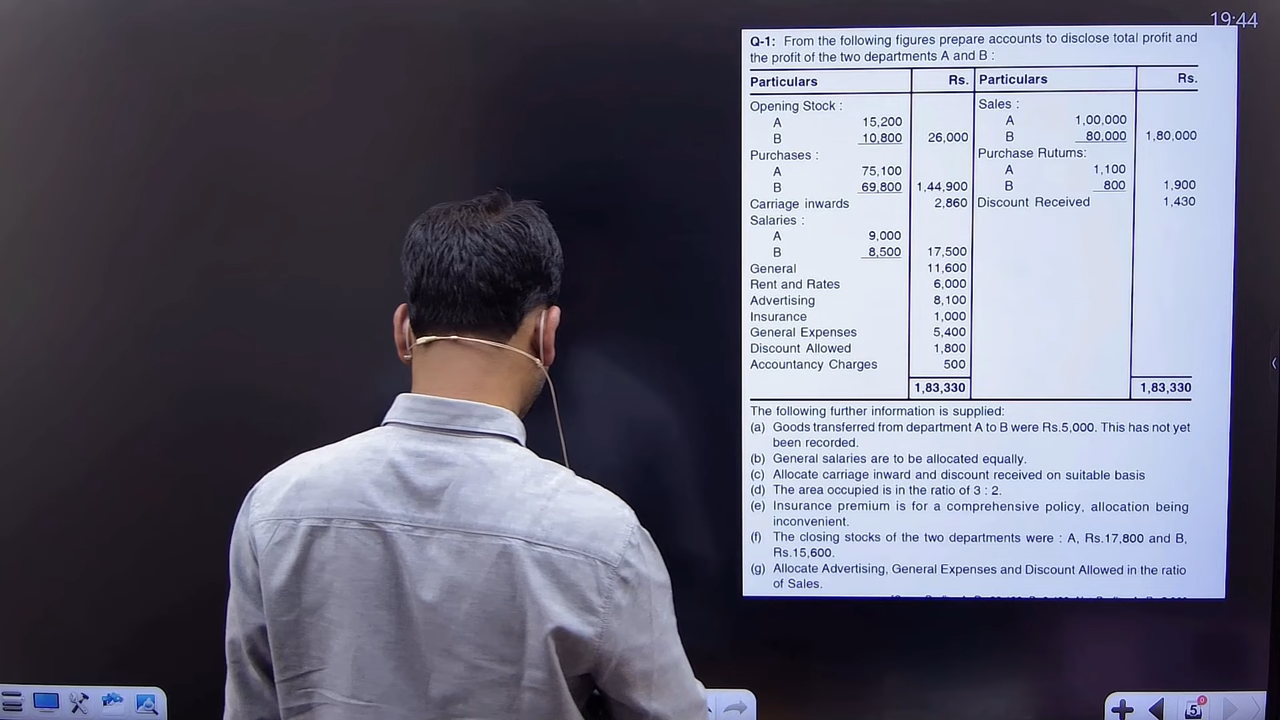 19:44
Q-1: From the following figures prepare accounts to disclose total profit and
the profit of the two departments A and B :
Particulars Rs. Particulars Rs.
Opening Stock : Sales :
A 15,200 A 1,00,000
B 10,800 26,000 B 80,000 1,80,000
Purchases : Purchase Rutums:
A 75,100 A 1,100
B 69,800 1,44,900 B 800 1,900
Carriage inwards 2,860 Discount Received 1,430
Salaries :
A 9,000
B 8,500 17,500
General 11,600
Rent and Rates 6,000
Advertising 8,100
Insurance 1,000
General Expenses 5,400
Discount Allowed 1,800
Accountancy Charges 500
1,83,330 1,83,330
The following further information is supplied:
(a) Goods transferred from department A to B were Rs.5,000. This has not yet
been recorded.
(b) General salaries are to be allocated equally.
(c) Allocate carriage inward and discount received on suitable basis
(d) The area occupied is in the ratio of 3 : 2.
(e) Insurance premium is for a comprehensive policy, allocation being
inconvenient.
(f) The closing stocks of the two departments were : A, Rs.17,800 and B,
Rs.15,600.
(g) Allocate Advertising, General Expenses and Discount Allowed in the ratio
of Sales.
5